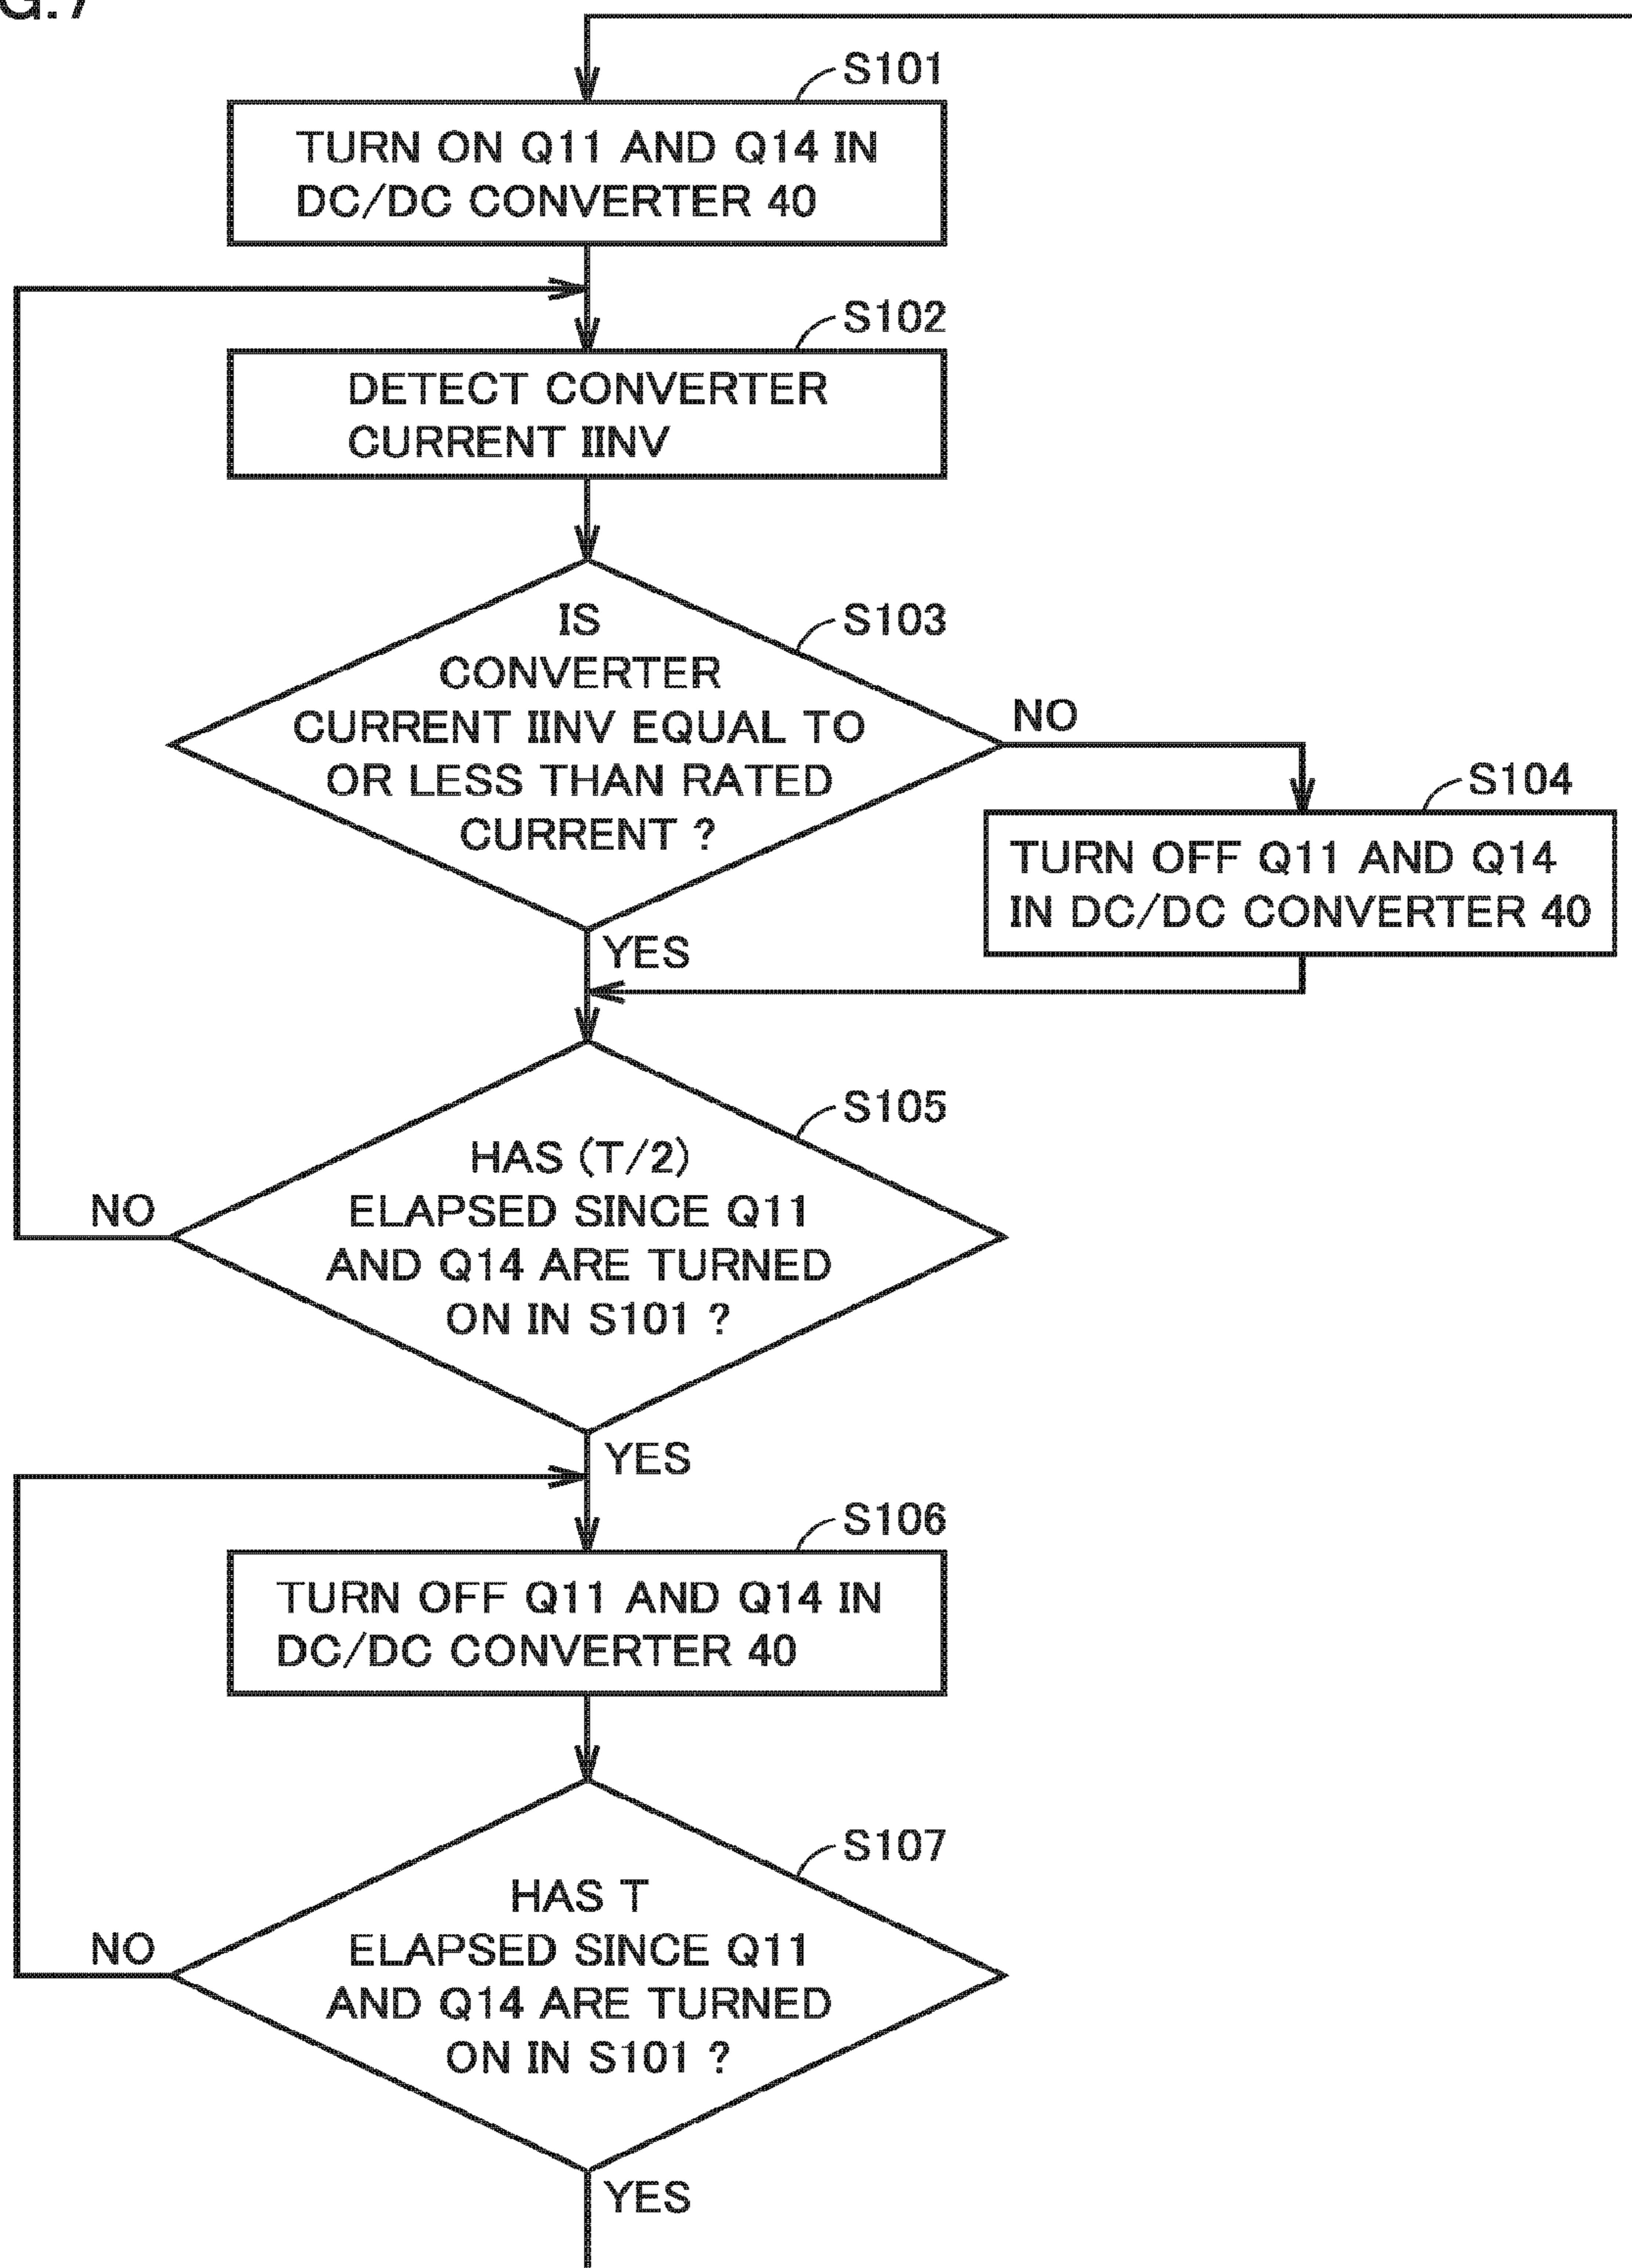 G.7
S101
TURN ON Q11 AND Q14 IN
DC/DC CONVERTER 40
S102
DETECT CONVERTER
CURRENT IINV
S103
IS
CONVERTER
CURRENT IINV EQUAL TO
OR LESS THAN RATED
CURRENT ?
NO
S104
TURN OFF Q11 AND Q14
IN DC/DC CONVERTER 40
YES
S105
HAS (T/2)
ELAPSED SINCE Q11
AND Q14 ARE TURNED
ON IN S101 ?
NO
YES
S106
TURN OFF Q11 AND Q14 IN
DC/DC CONVERTER 40
S107
HAS T
ELAPSED SINCE Q11
AND Q14 ARE TURNED
ON IN S101 ?
NO
YES